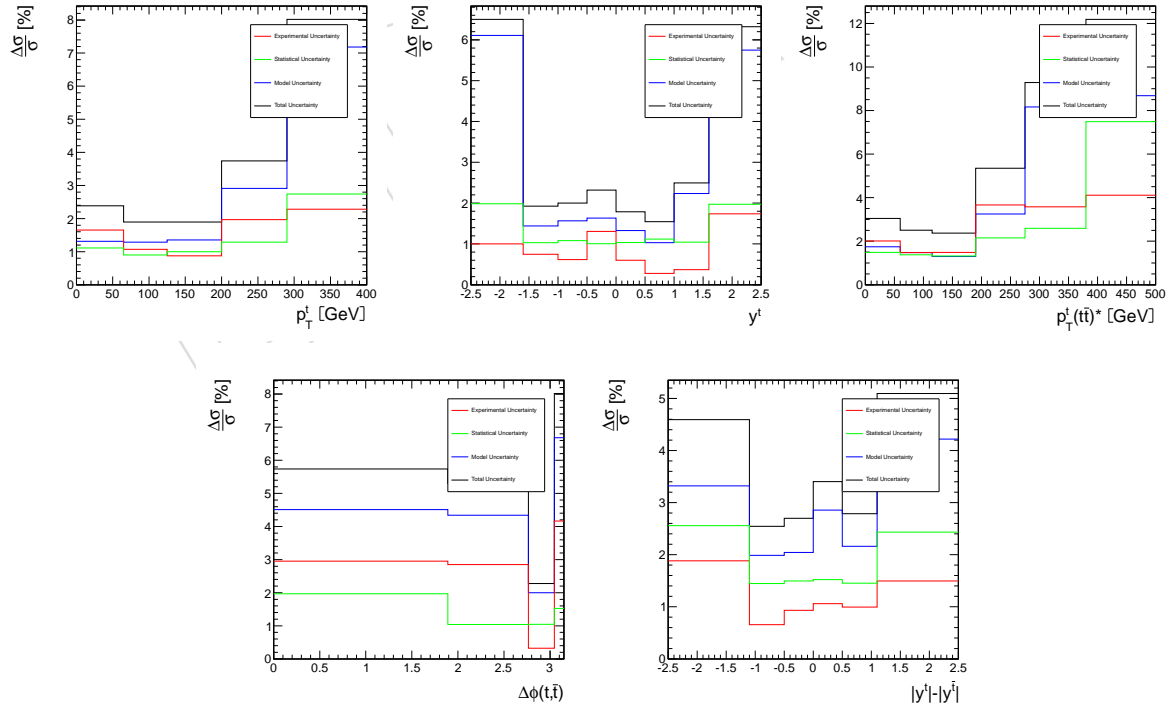 Δσ/σ [%]
8
7
6
5
4
3
2
1
0
Experimental Uncertainty
Statistical Uncertainty
Model Uncertainty
Total Uncertainty
0 50 100 150 200 250 300 350 400
p_T^t [GeV]
Δσ/σ [%]
6
5
4
3
2
1
0
Experimental Uncertainty
Statistical Uncertainty
Model Uncertainty
Total Uncertainty
-2.5 -2 -1.5 -1 -0.5 0 0.5 1 1.5 2 2.5
y^t
Δσ/σ [%]
12
10
8
6
4
2
0
Experimental Uncertainty
Statistical Uncertainty
Model Uncertainty
Total Uncertainty
0 50 100 150 200 250 300 350 400 450 500
p_T^t(tt̄)* [GeV]
Δσ/σ [%]
8
7
6
5
4
3
2
1
0
Experimental Uncertainty
Statistical Uncertainty
Model Uncertainty
Total Uncertainty
0 0.5 1 1.5 2 2.5 3
Δϕ(t,t̄)
Δσ/σ [%]
5
4
3
2
1
0
Experimental Uncertainty
Statistical Uncertainty
Model Uncertainty
Total Uncertainty
-2.5 -2 -1.5 -1 -0.5 0 0.5 1 1.5 2 2.5
|y^t|-|y^t̄|